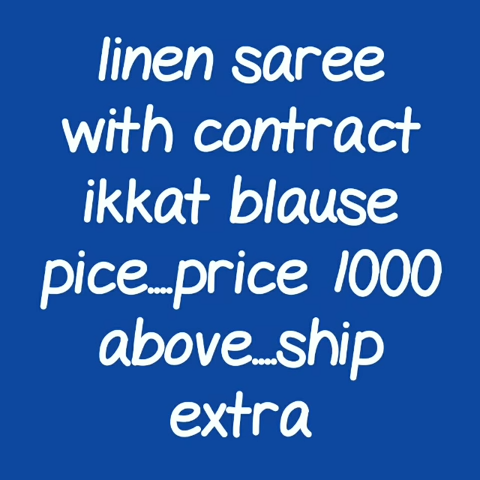 linen saree
with contract
ikkat blause
pice....price 1000
above....ship
extra